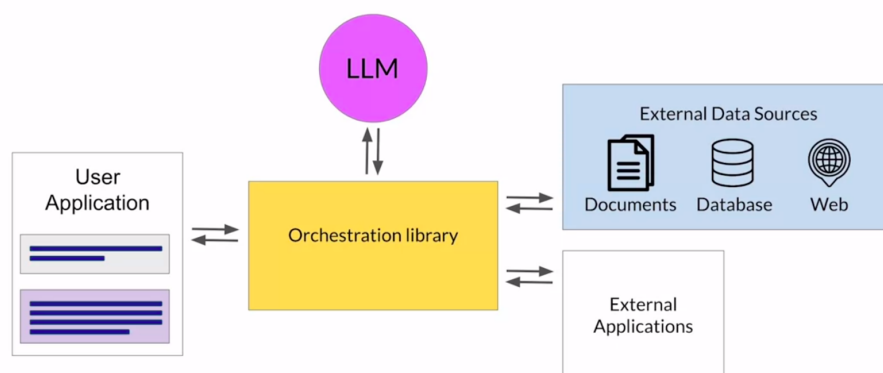 LLM
User
Application
Orchestration library
External Data Sources
Documents Database Web
External
Applications